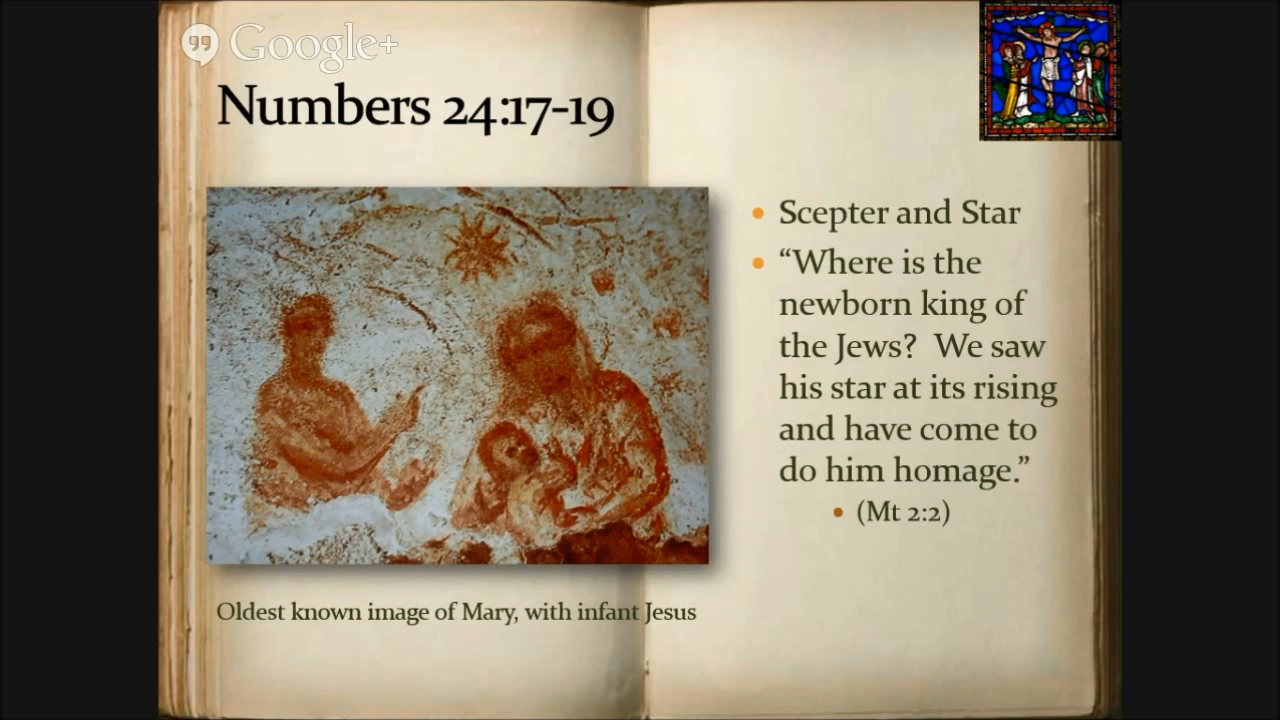 Google+
Numbers 24:17-19
Scepter and Star
“Where is the
newborn king of
the Jews?  We saw
his star at its rising
and have come to
do him homage.”
(Mt 2:2)
Oldest known image of Mary, with infant Jesus